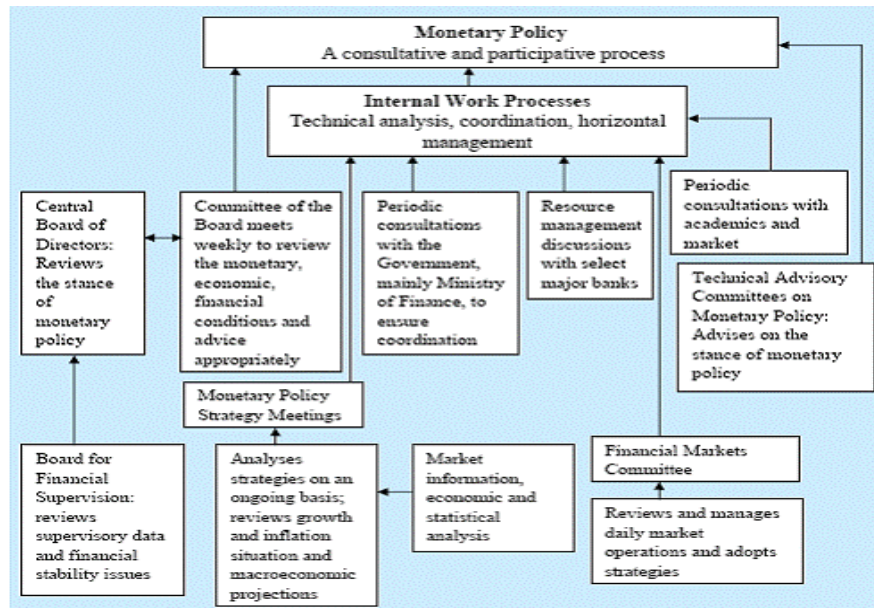 Monetary Policy
A consultative and participative process
Internal Work Processes
Technical analysis, coordination, horizontal
management
Central
Board of
Directors:
Reviews
the stance
of
monetary
policy
Committee of the
Board meets
weekly to review
the monetary,
economic,
financial
conditions and
advice
appropriately
Periodic
consultations
with the
Government,
mainly Ministry
of Finance, to
ensure
coordination
Resource
management
discussions
with select
major banks
Periodic
consultations with
academics and
market
Technical Advisory
Committees on
Monetary Policy:
Advises on the
stance of monetary
policy
Monetary Policy
Strategy Meetings
Board for
Financial
Supervision:
reviews
supervisory data
and financial
stability issues
Analyses
strategies on an
ongoing basis;
reviews growth
and inflation
situation and
macroeconomic
projections
Market
information,
economic and
statistical
analysis
Financial Markets
Committee
Reviews and manages
daily market
operations and adopts
strategies